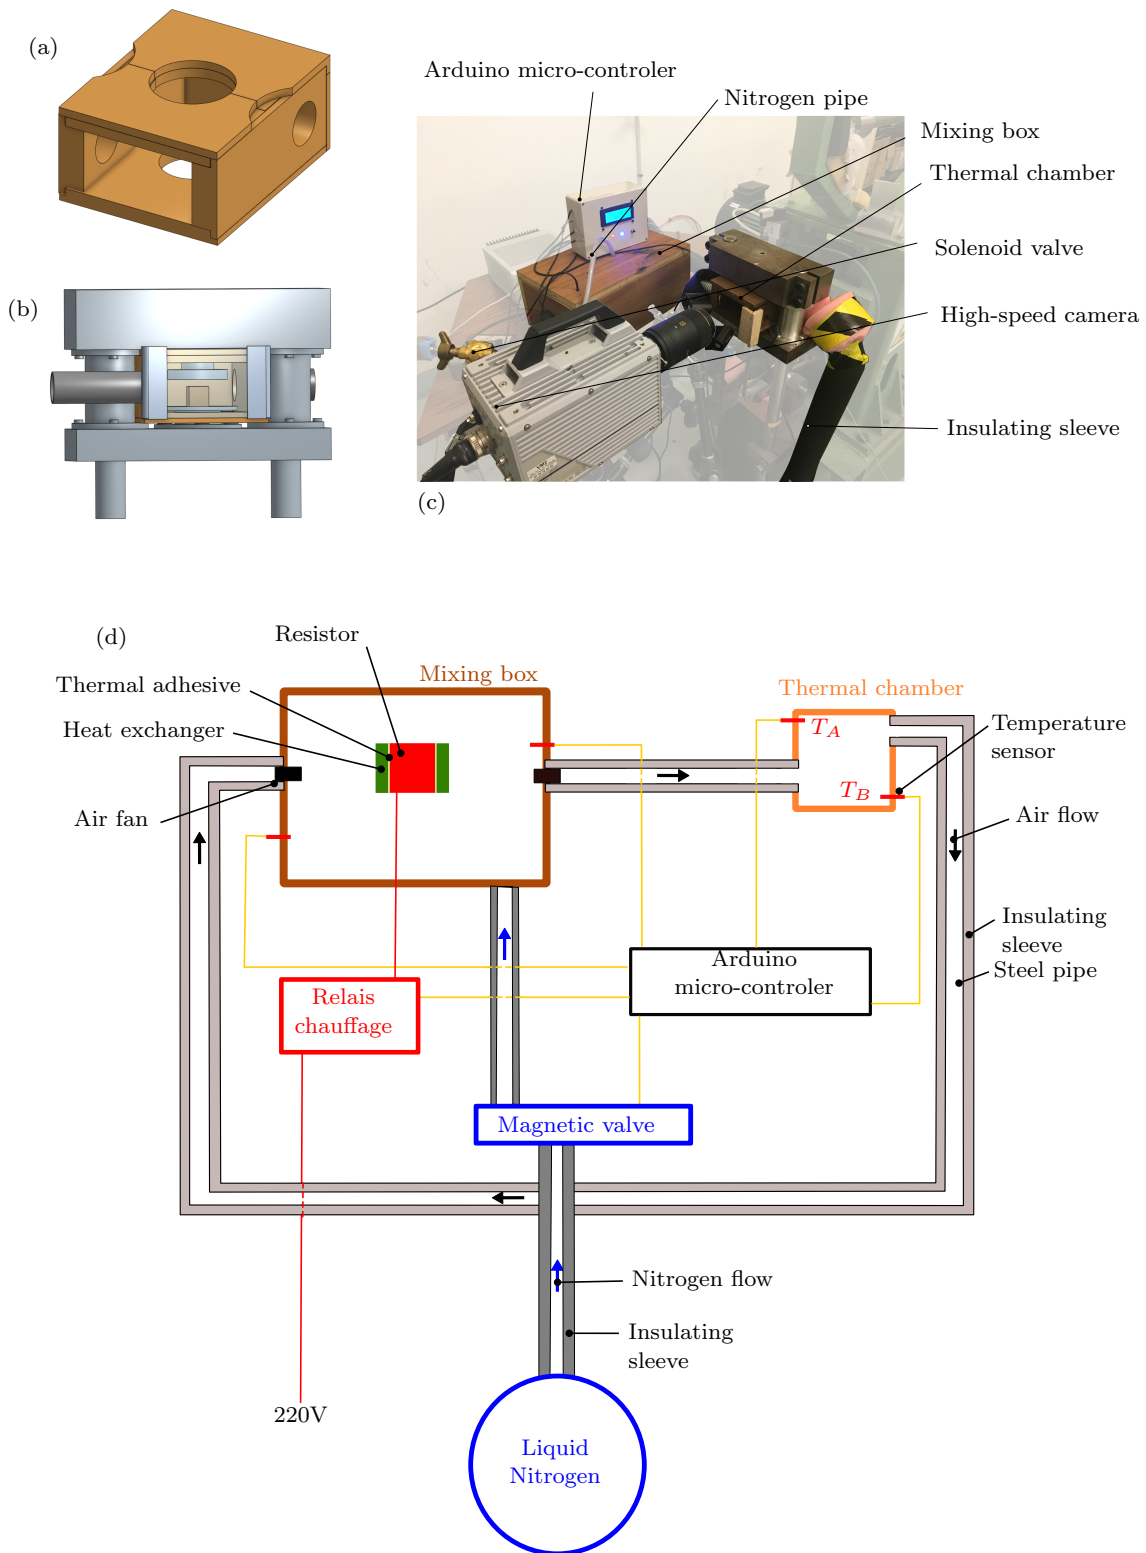 (a)
Arduino micro-controler
Nitrogen pipe
Mixing box
Thermal chamber
Solenoid valve
(b)
High-speed camera
Insulating sleeve
(c)
(d)
Resistor
Mixing box
Thermal adhesive
Thermal chamber
Heat exchanger
T_A
Temperature
sensor
T_B
Air fan
Air flow
Insulating
sleeve
Arduino
micro-controler
Steel pipe
Relais
chauffage
Magnetic valve
Nitrogen flow
Insulating
sleeve
220V
Liquid
Nitrogen